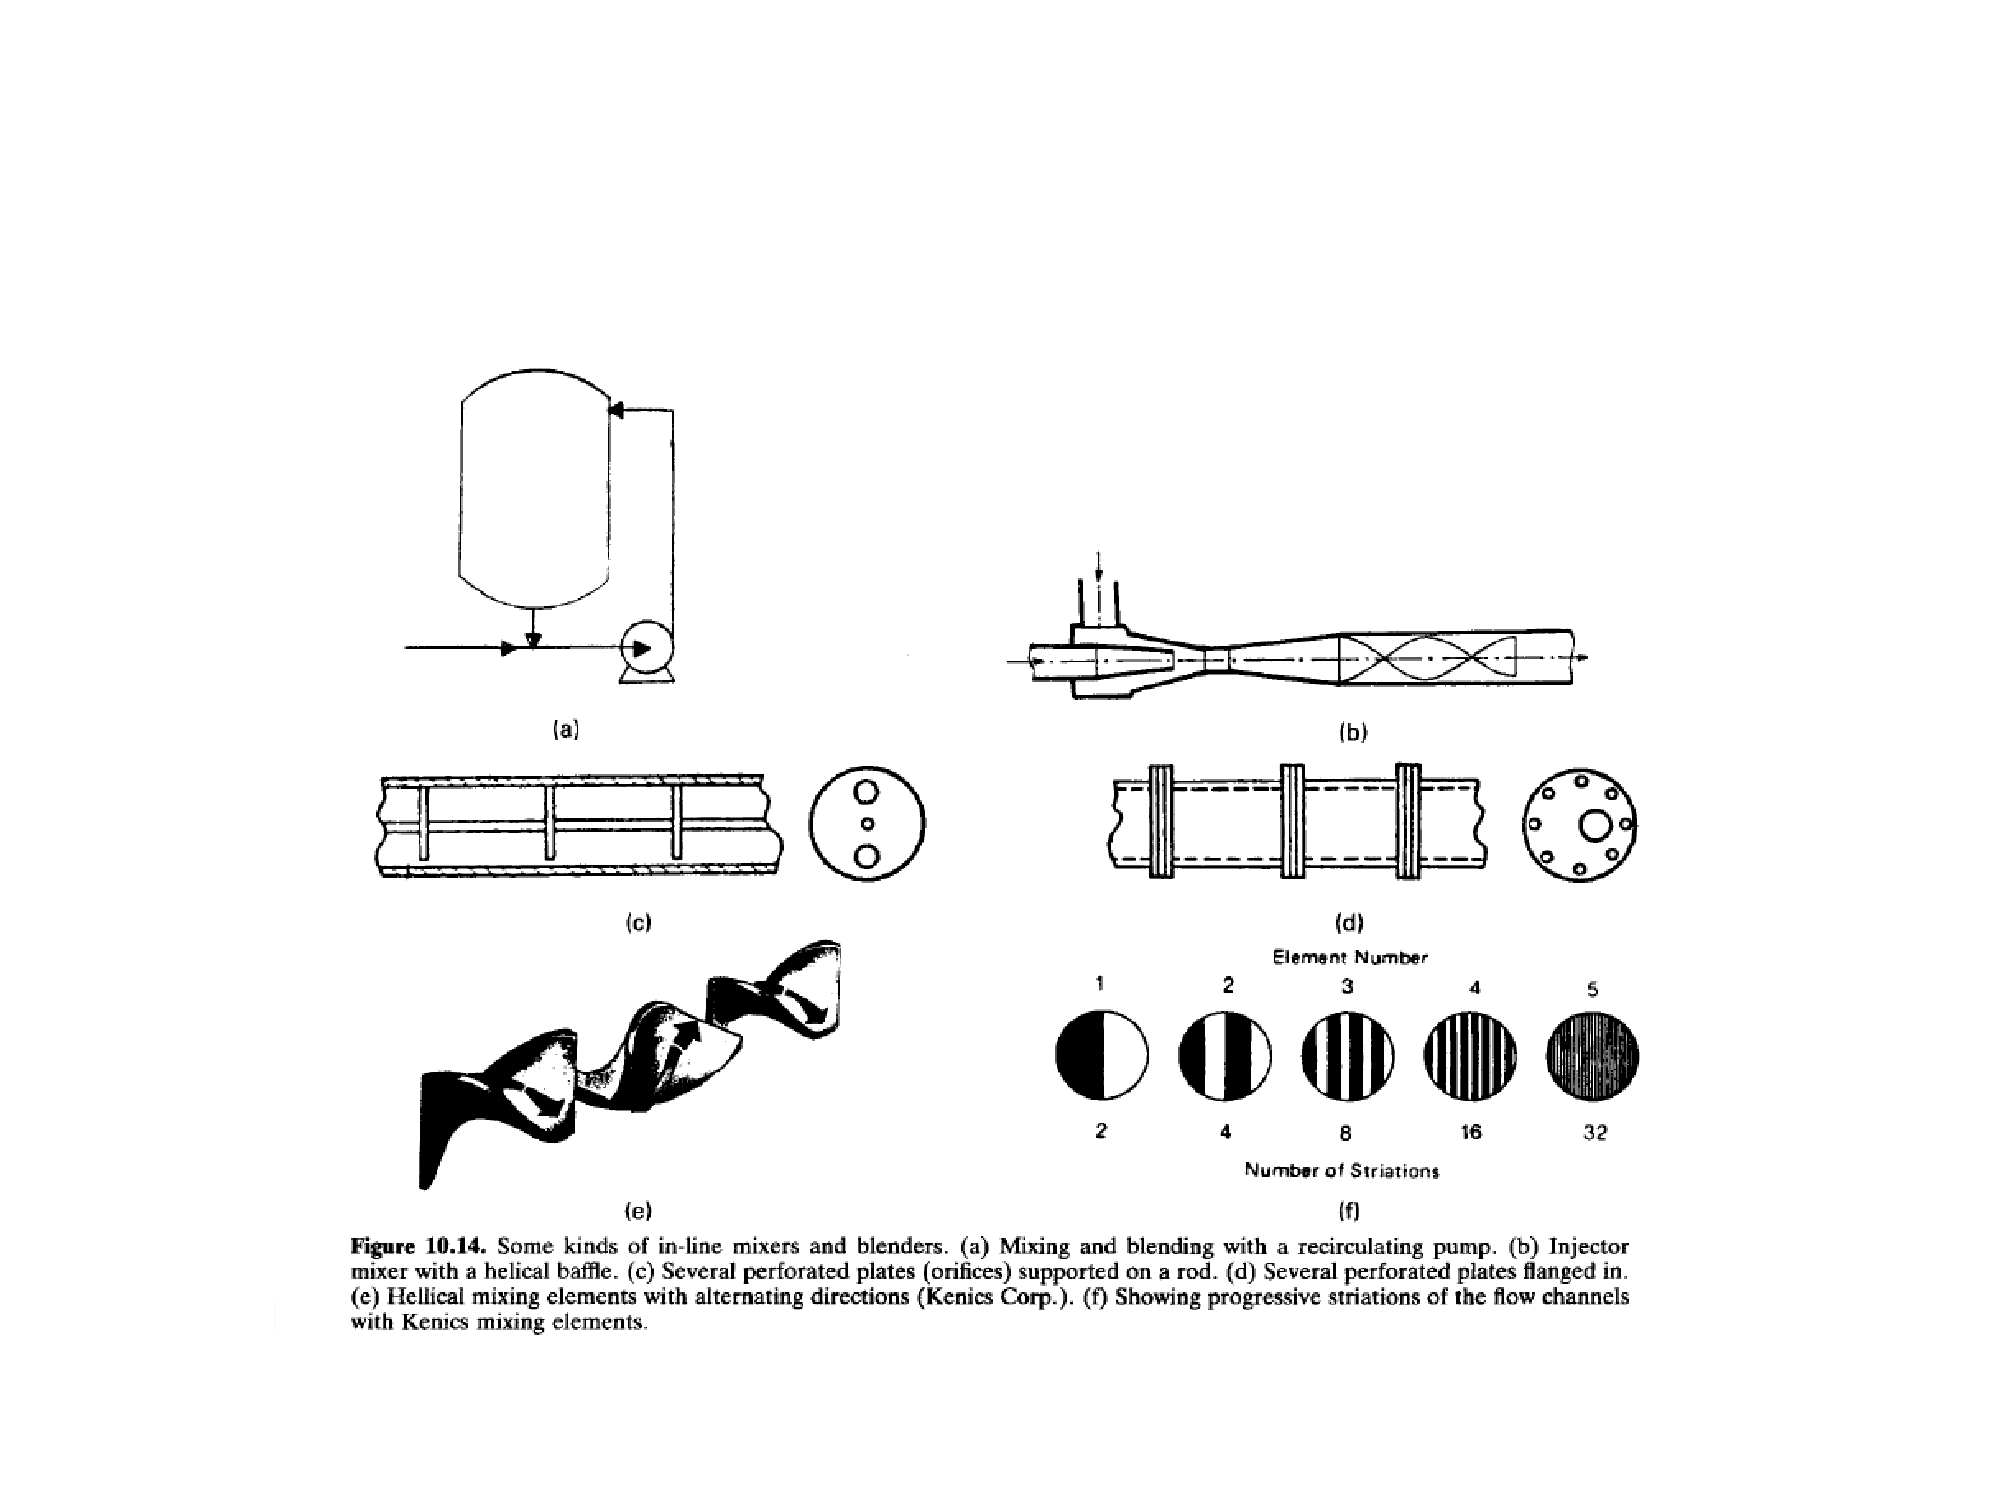 (a)
(b)
(c)
(d)
Element Number
1 2 3 4 5
2 4 8 16 32
Number of Striations
(e)
(f)
Figure 10.14. Some kinds of in-line mixers and blenders. (a) Mixing and blending with a recirculating pump. (b) Injector
mixer with a helical baffle. (c) Several perforated plates (orifices) supported on a rod. (d) Several perforated plates flanged in.
(e) Hellical mixing elements with alternating directions (Kenics Corp.). (f) Showing progressive striations of the flow channels
with Kenics mixing elements.